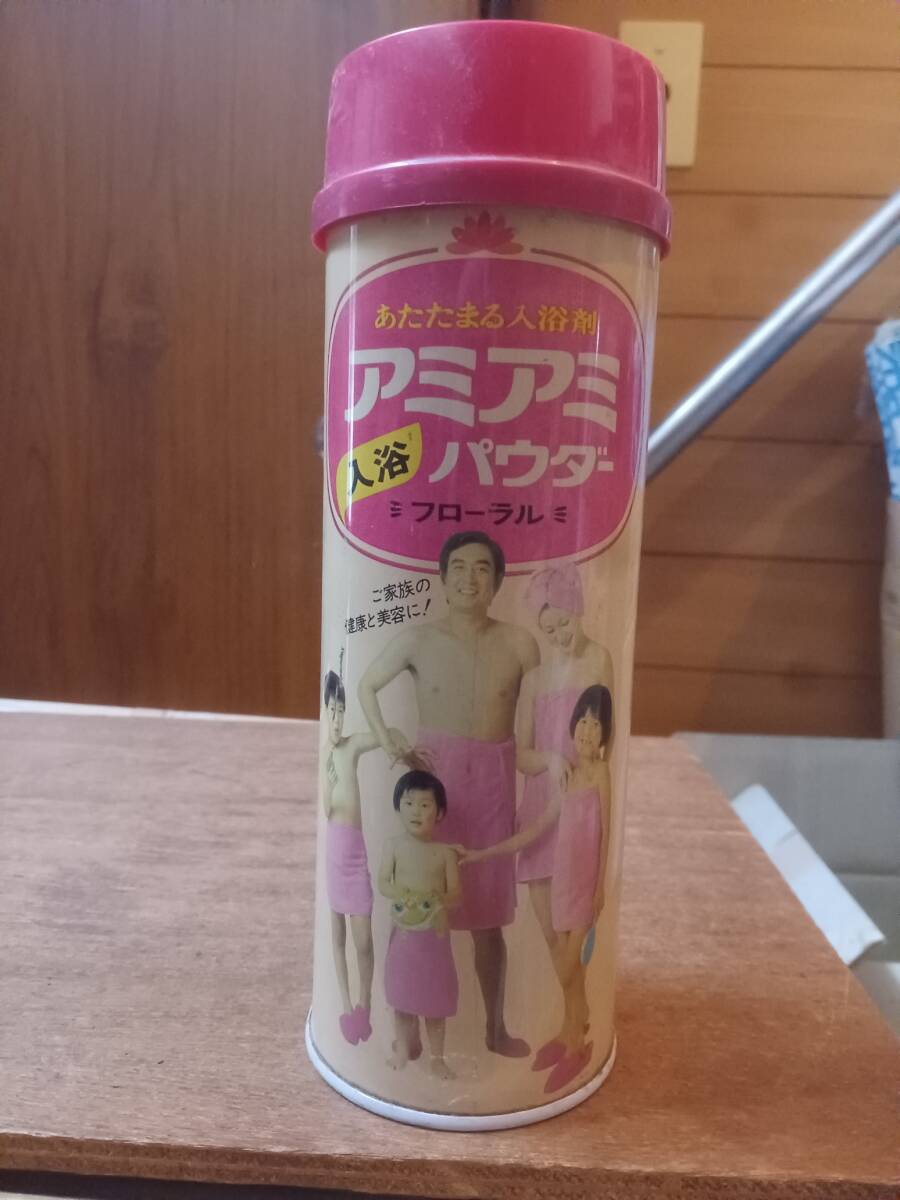 あたたまる入浴剤
アミアミ
入浴
パウダー
フローラル
ご家族の
健康と美容に!